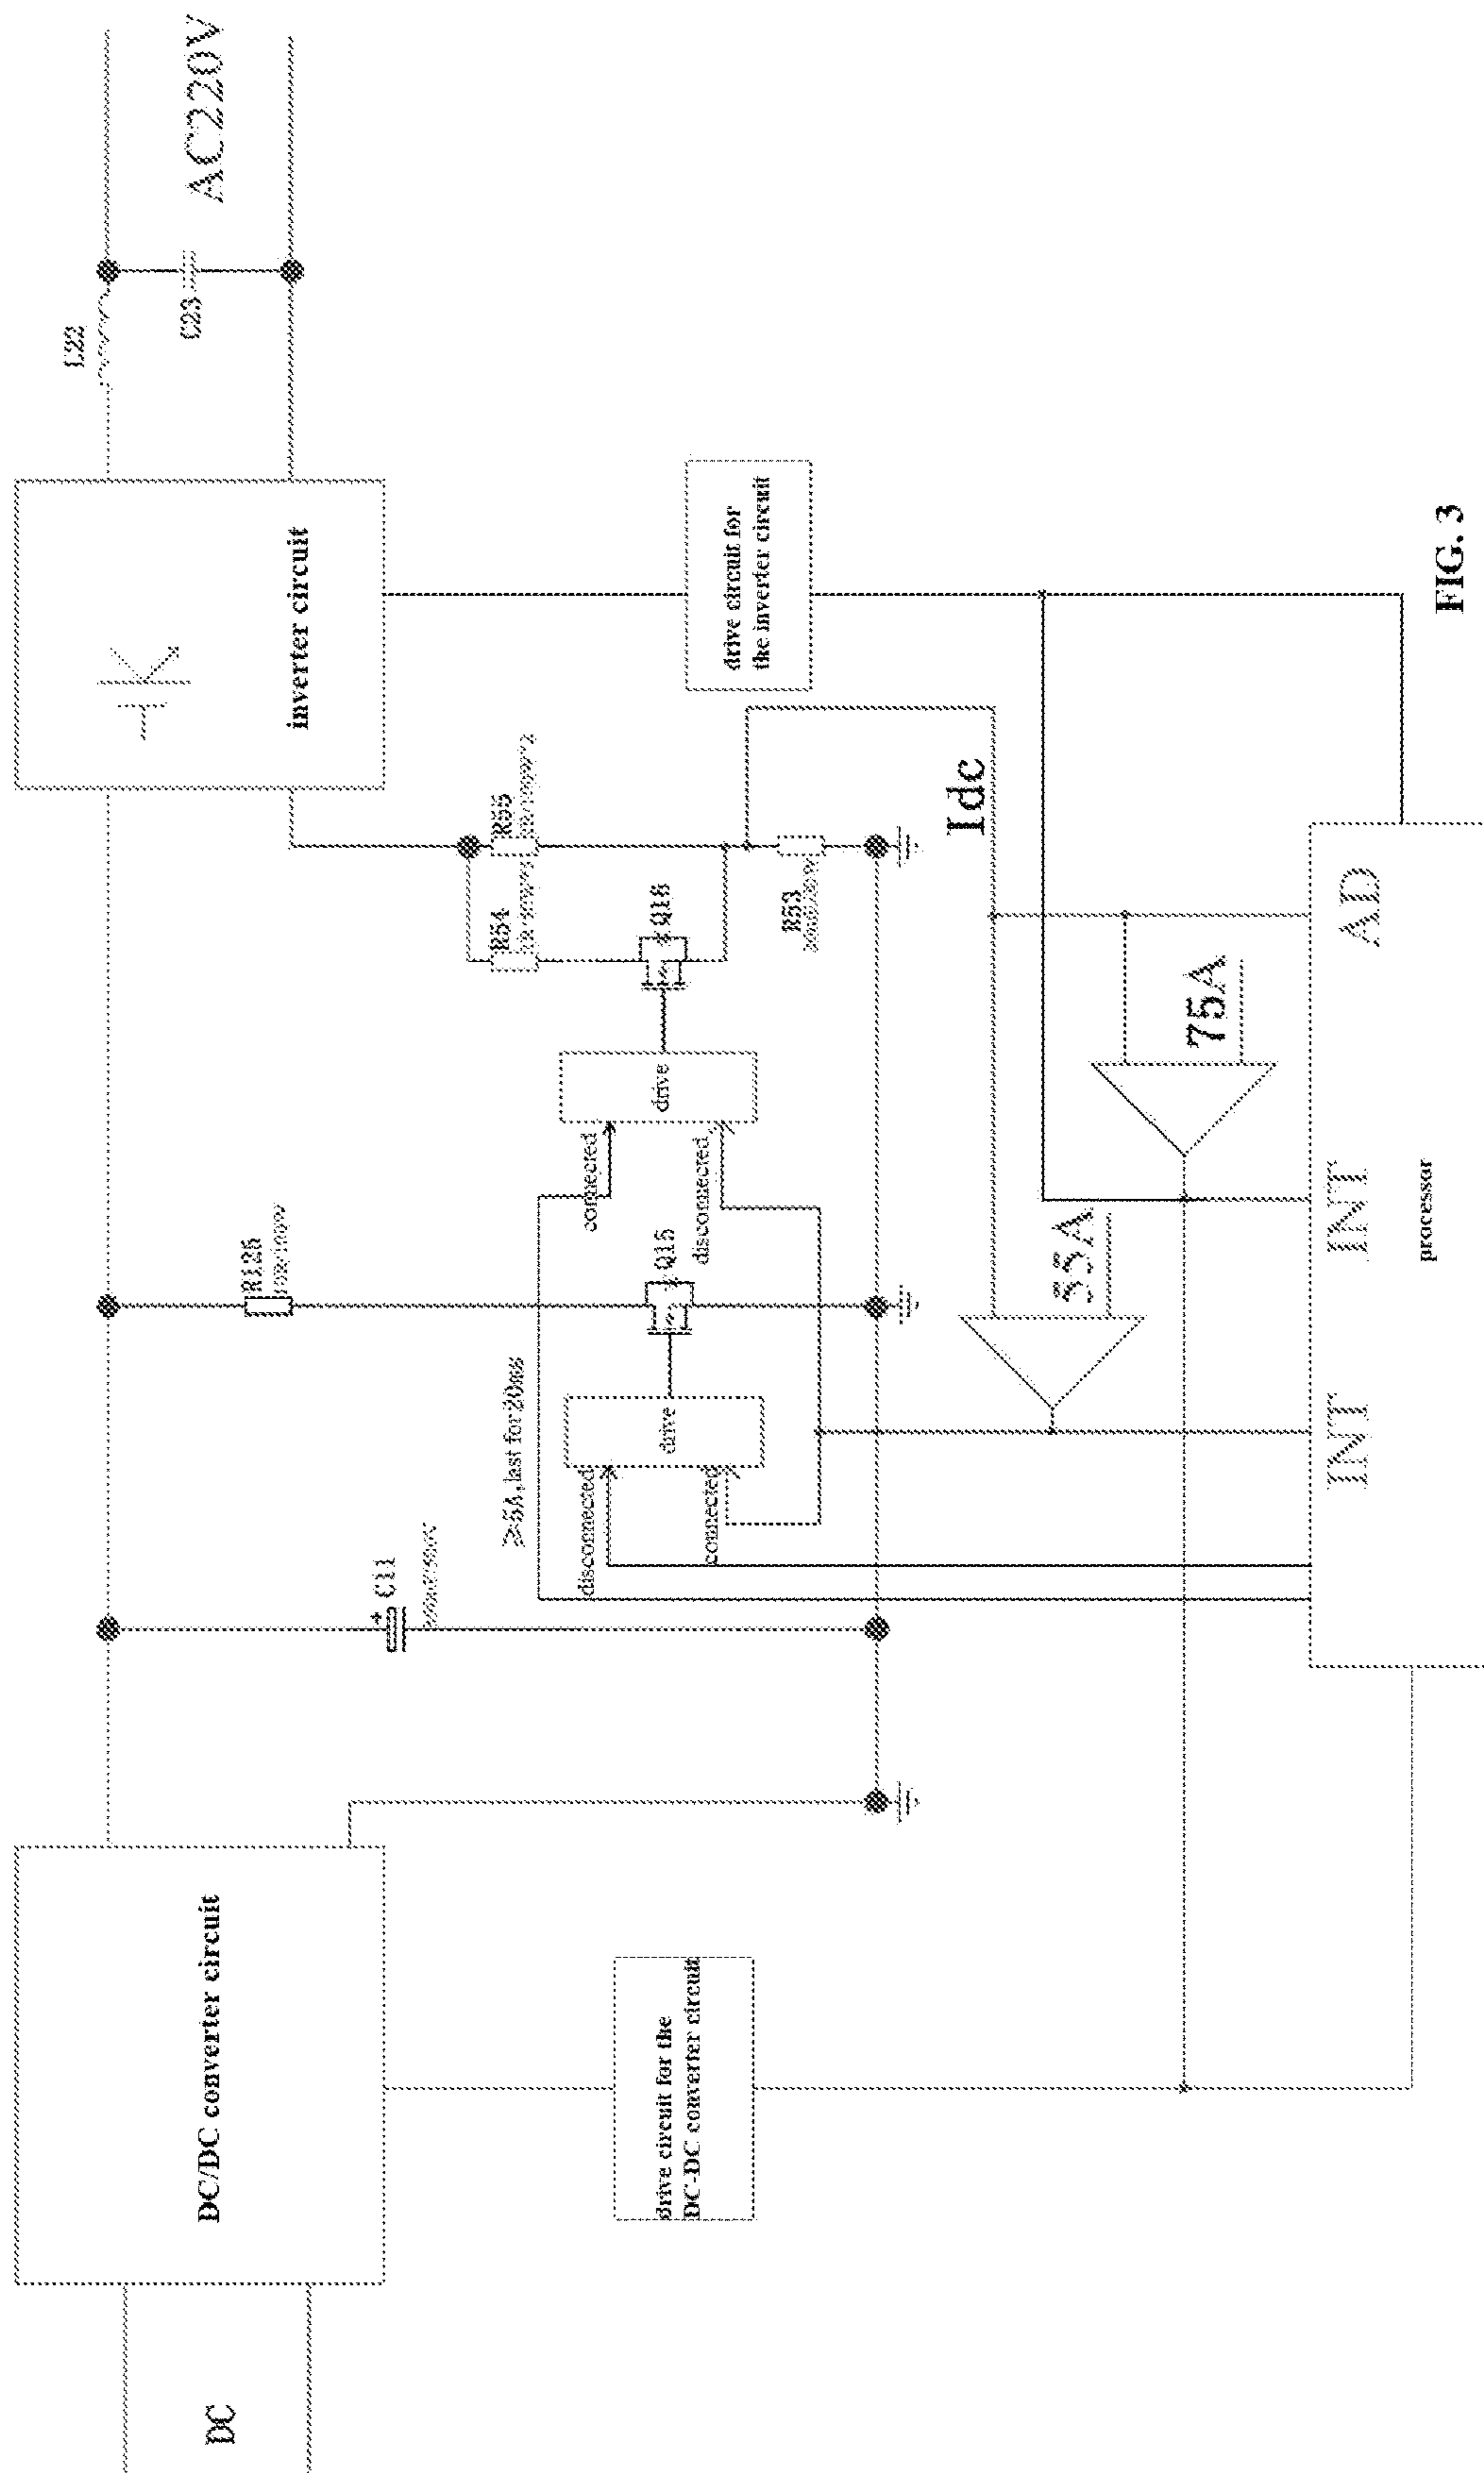 DC
DC/DC converter circuit
drive circuit for the
DC-DC converter circuit
C11
+
≥5A,last for 20ms
disconnected
connected
drive
R125
Q15
connected
disconnected
drive
R54
R55
Q16
R53
inverter circuit
drive circuit for
the inverter circuit
L22
C23
AC220V
Idc
55A
75A
INT
INT
AD
processor
FIG. 3